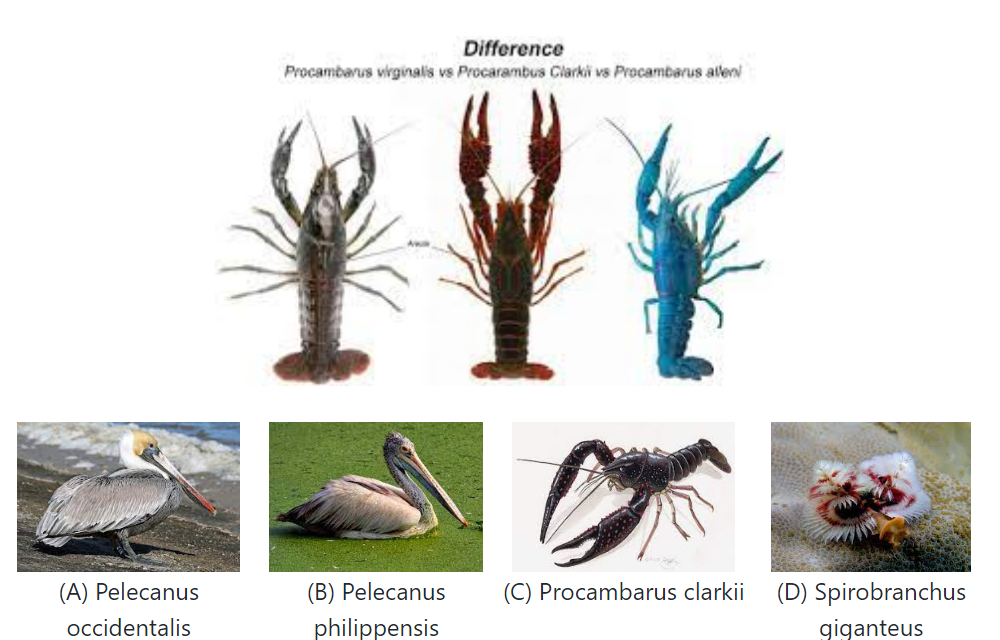 Difference
Procambarus virginalis vs Procarambus Clarkii vs Procambarus alleni
Areola
(A) Pelecanus
occidentalis
(B) Pelecanus
philippensis
(C) Procambarus clarkii
(D) Spirobranchus
giganteus